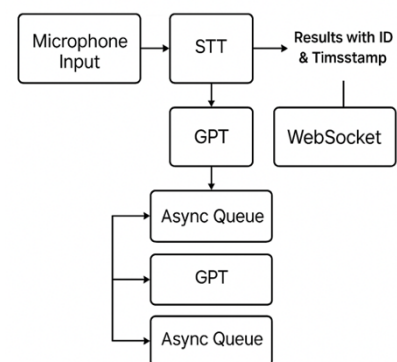 Microphone
Input
STT
Results with ID
& Timsstamp
GPT
WebSocket
Async Queue
GPT
Async Queue